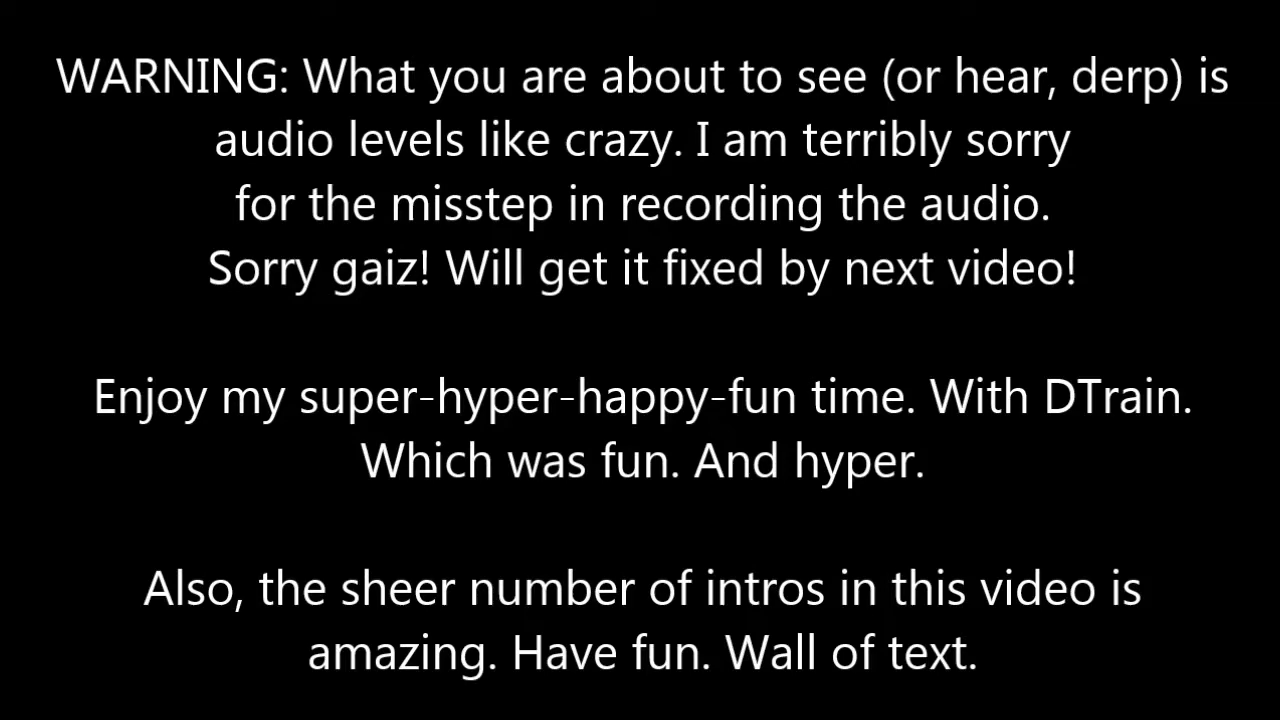 WARNING: What you are about to see (or hear, derp) is
audio levels like crazy. I am terribly sorry
for the misstep in recording the audio.
Sorry gaiz! Will get it fixed by next video!
Enjoy my super-hyper-happy-fun time. With DTrain.
Which was fun. And hyper.
Also, the sheer number of intros in this video is
amazing. Have fun. Wall of text.